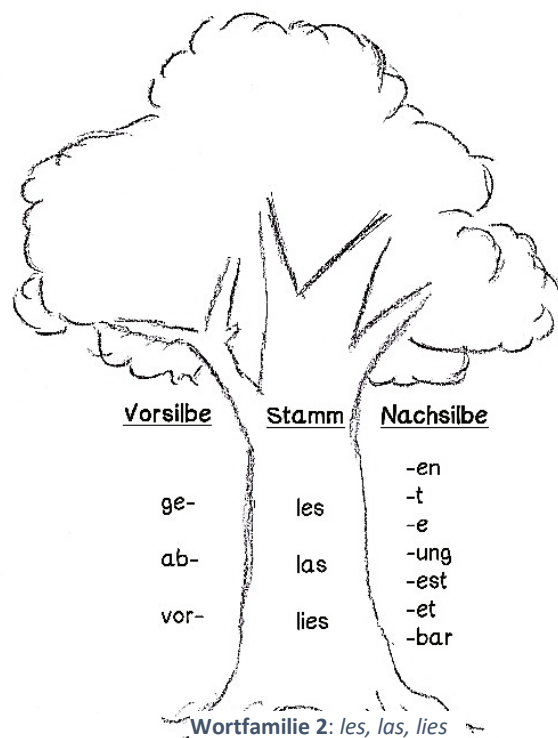 Vorsilbe Stamm Nachsilbe
-en
ge- les -t
-e
ab- las -ung
-est
vor- lies -et
-bar
Wortfamilie 2: les, las, lies